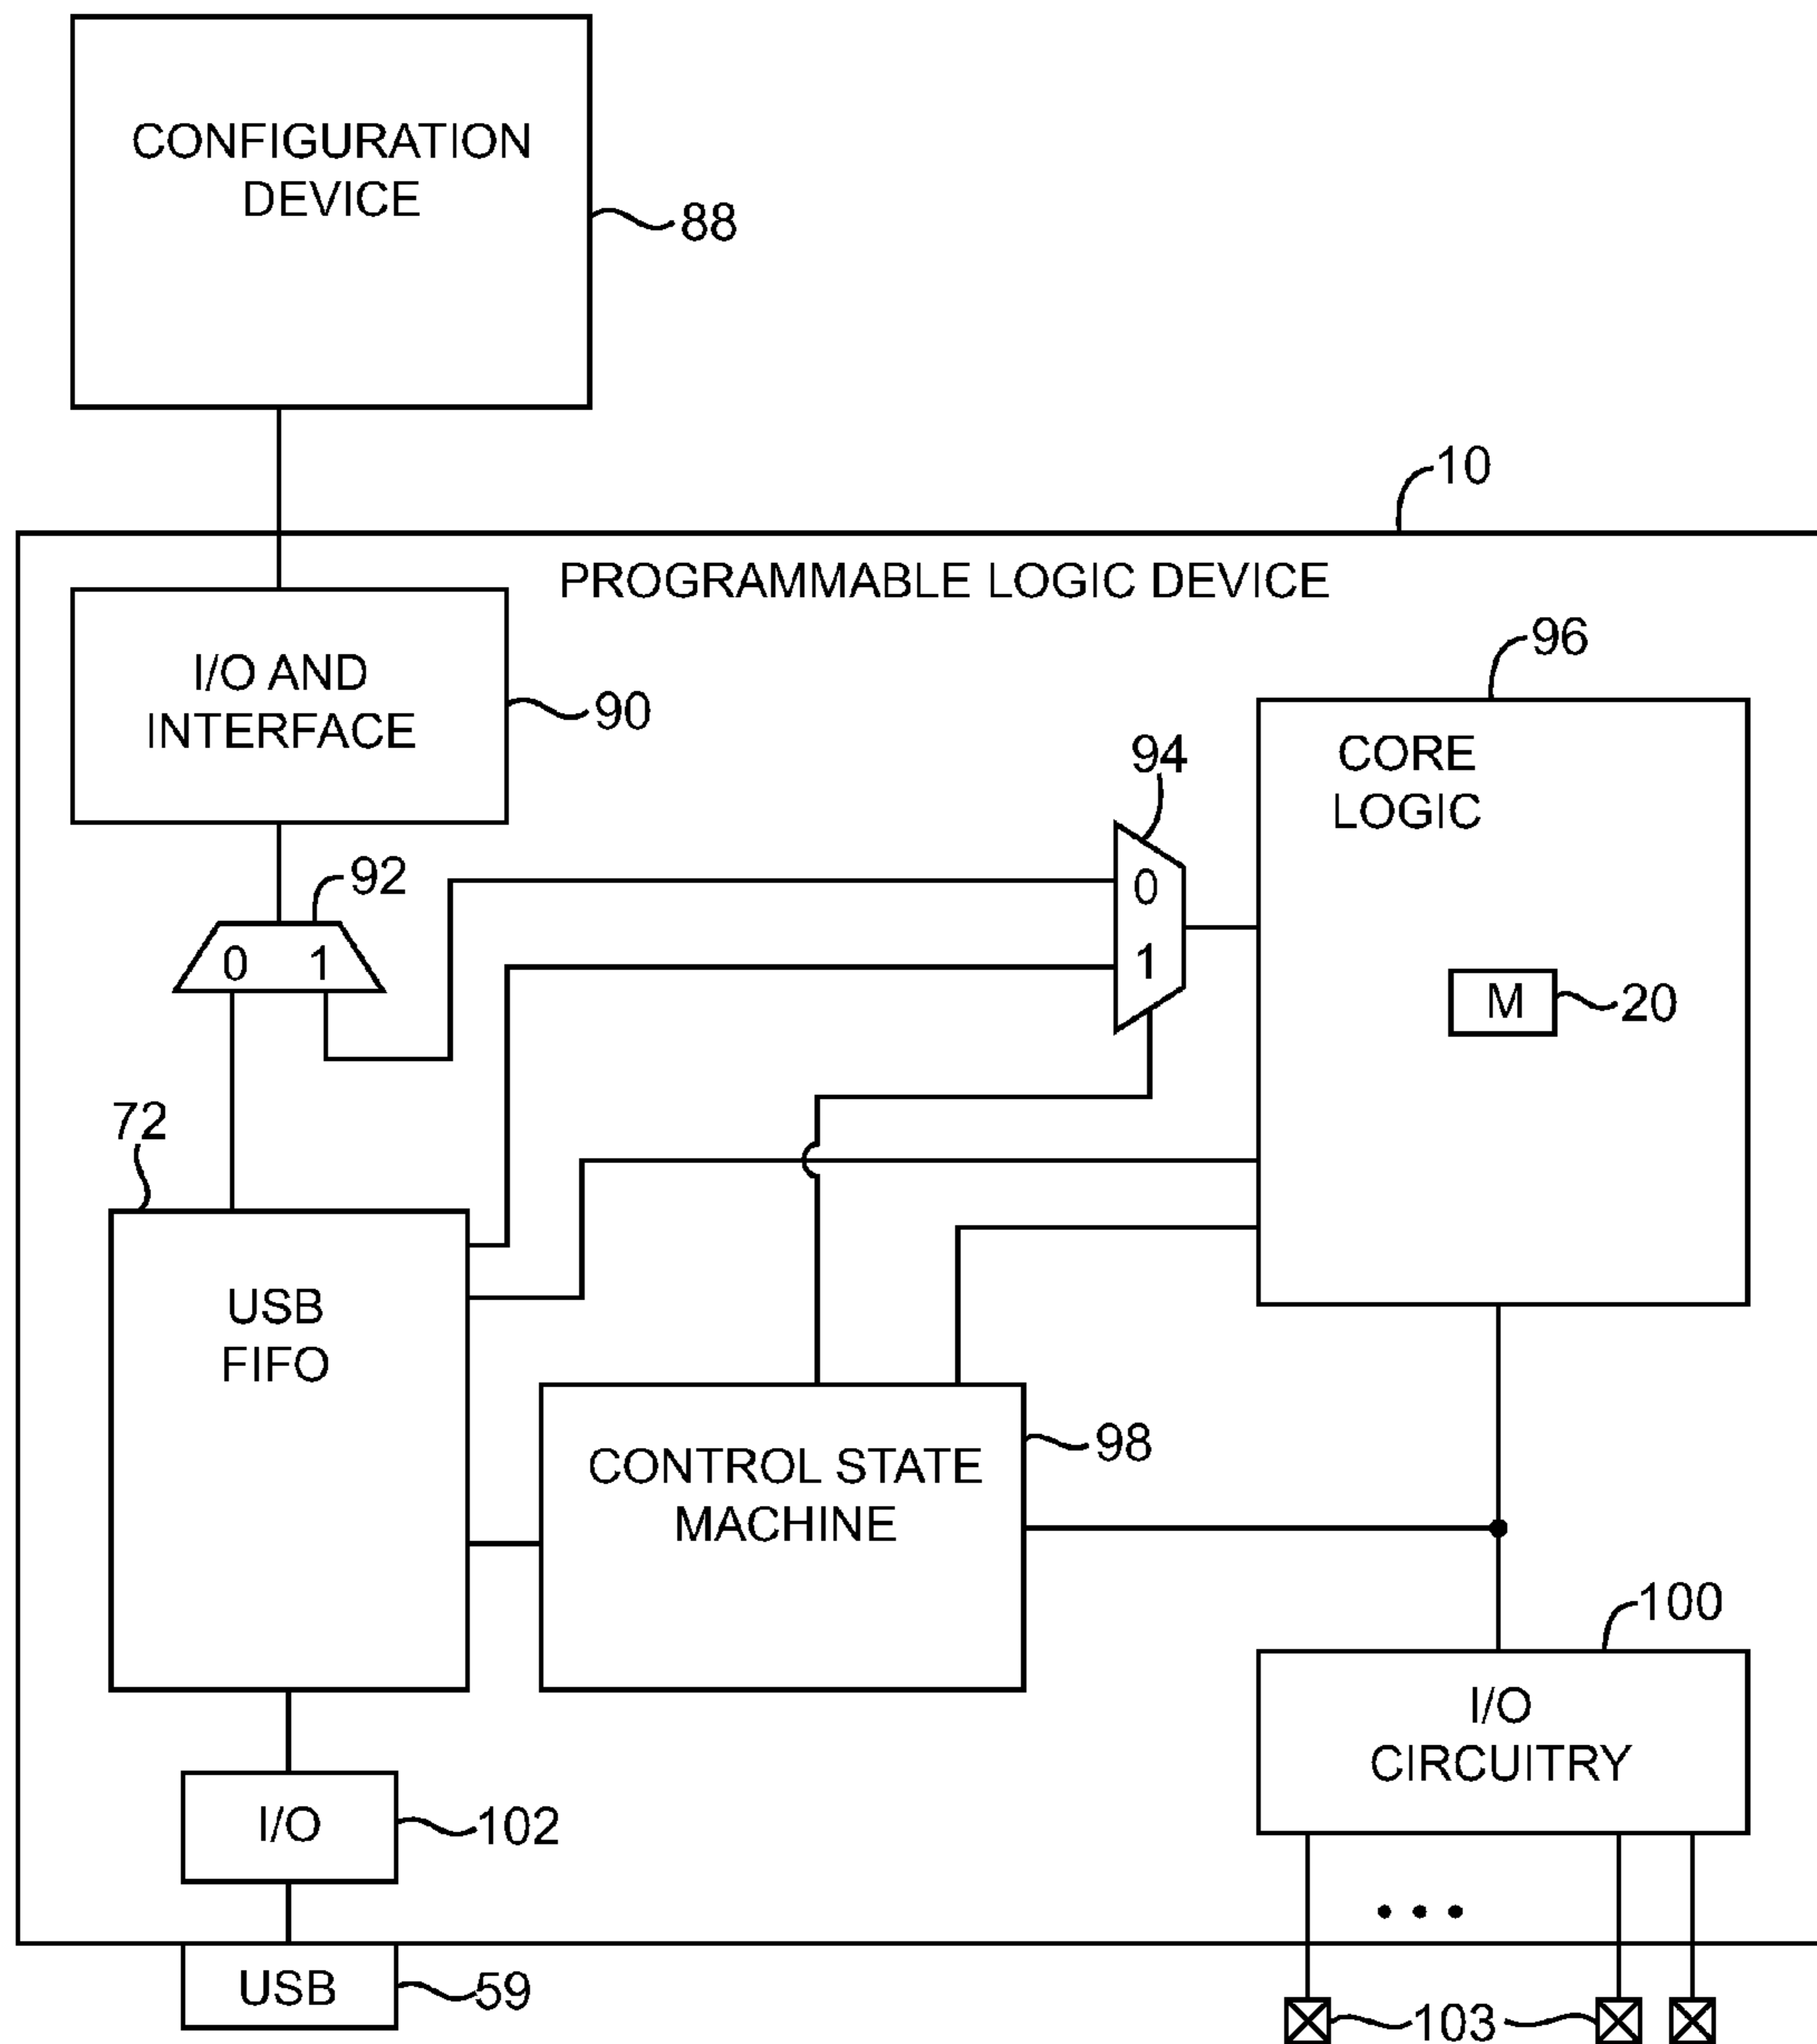 CONFIGURATION
DEVICE
88
10
PROGRAMMABLE LOGIC DEVICE
I/O AND
INTERFACE
90
96
CORE
LOGIC
94
0
1
92
0 1
M
20
72
USB
FIFO
CONTROL STATE
MACHINE
98
100
I/O
CIRCUITRY
I/O
102
• • •
USB
59
103